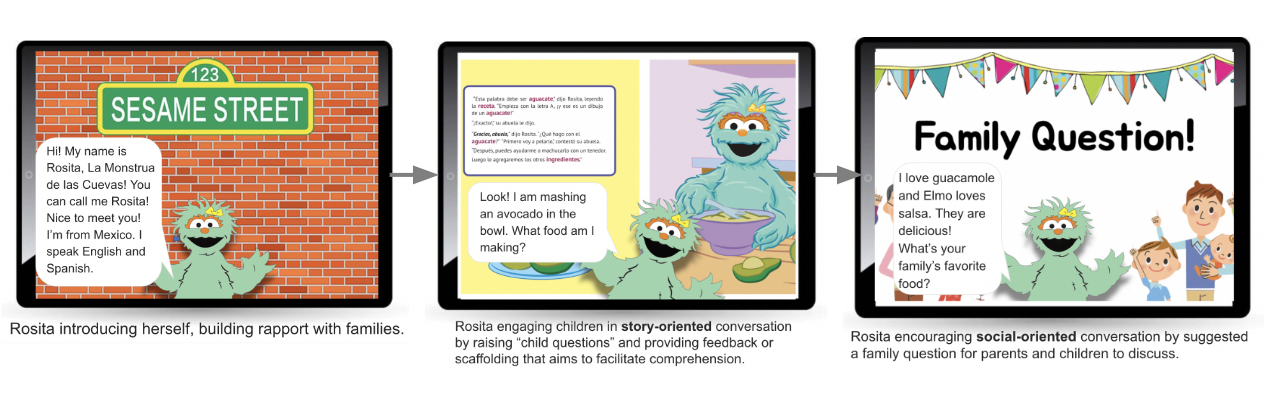 123
SESAME STREET
Hi! My name is
Rosita, La Monstrua
de las Cuevas! You
can call me Rosita!
Nice to meet you!
I'm from Mexico. I
speak English and
Spanish.
Rosita introducing herself, building rapport with families.
"Esta palabra debe ser aguacate," dijo Rosita, leyendo
la receta. "Empieza con la letra A, ¡y ese es un dibujo
de un aguacate!"
"¡Exacto!," su abuela le dijo.
"Gracias, abuela," dijo Rosita. "¿Qué hago con el
aguacate?" "Primero voy a pelarte," contestó su abuela.
"Después, puedes ayudarme a machucarlo con un tenedor.
Luego le agregaremos los otros ingredientes."
Look! I am mashing
an avocado in the
bowl. What food am I
making?
Rosita engaging children in story-oriented conversation
by raising "child questions" and providing feedback or
scaffolding that aims to facilitate comprehension.
Family Question!
I love guacamole
and Elmo loves
salsa. They are
delicious!
What's your
family's favorite
food?
Rosita encouraging social-oriented conversation by suggested
a family question for parents and children to discuss.